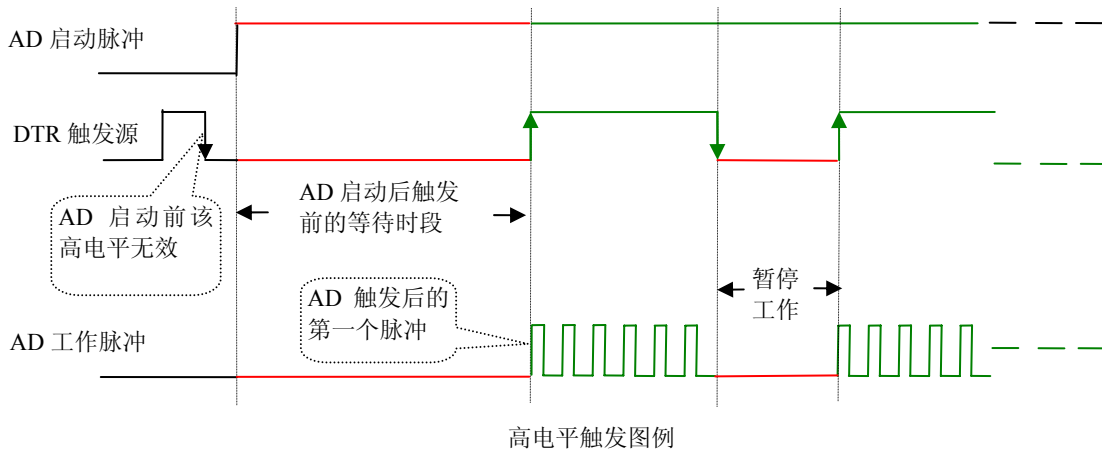 AD 启动脉冲
DTR 触发源
AD 启动前该
高电平无效
AD 启动后触发
前的等待时段
AD 触发后的
第一个脉冲
暂停
工作
AD 工作脉冲
高电平触发图例